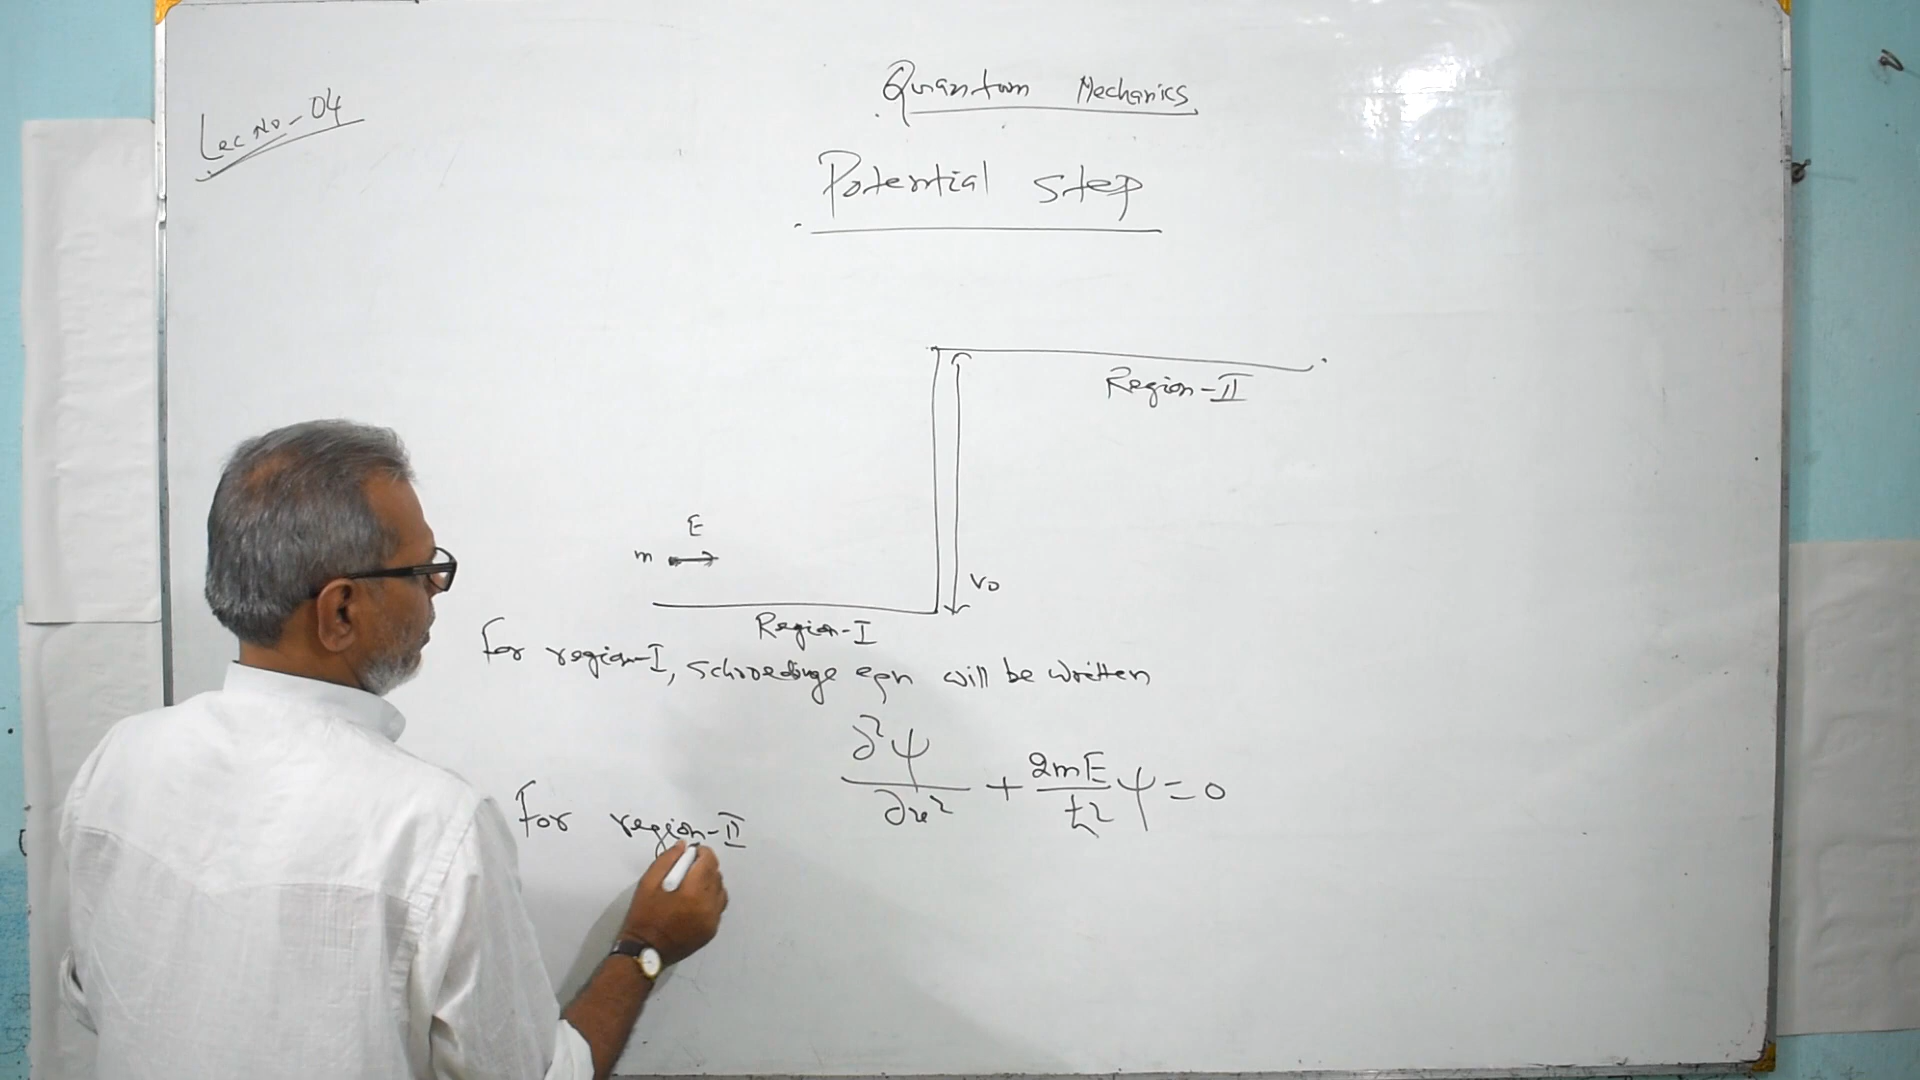 Lec No-04
Quantum Mechanics
Potential step
Region-II
E
m
V0
Region-I
For region-I, schroedinge eqn will be written
∂²ψ/∂x² + 2mE/ħ² ψ = 0
For region-II